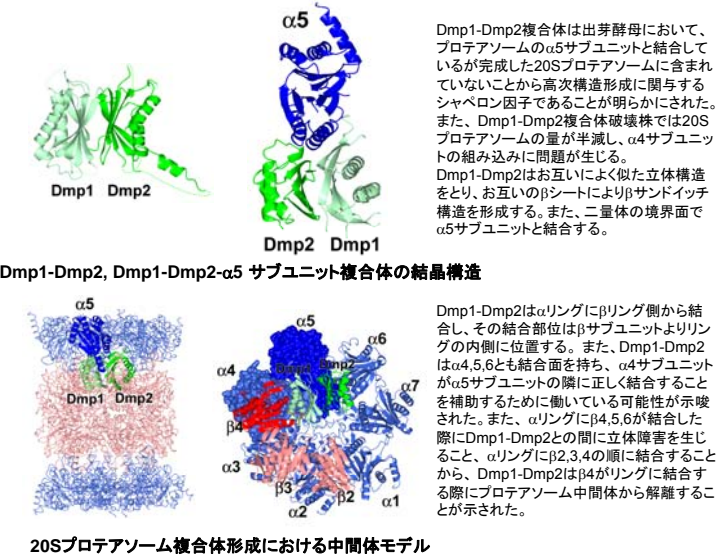 α5
Dmp1 Dmp2
Dmp2 Dmp1
Dmp1-Dmp2複合体は出芽酵母において、
プロテアソームのα5サブユニットと結合して
いるが完成した20Sプロテアソームに含まれ
ていないことから高次構造形成に関与する
シャペロン因子であることが明らかにされた。
また、Dmp1-Dmp2複合体破壊株では20S
プロテアソームの量が半減し、α4サブユニッ
トの組み込みに問題が生じる。
Dmp1-Dmp2はお互いによく似た立体構造
をとり、お互いのβシートによりβサンドイッチ
構造を形成する。また、二量体の境界面で
α5サブユニットと結合する。
Dmp1-Dmp2, Dmp1-Dmp2-α5 サブユニット複合体の結晶構造
α5
Dmp1 Dmp2
α5
α6
α4
Dmp1 Dmp2
α7
β4
α3
β3
β2
α2
α1
Dmp1-Dmp2はαリングにβリング側から結
合し、その結合部位はβサブユニットよりリン
グの内側に位置する。また、Dmp1-Dmp2
はα4,5,6とも結合面を持ち、α4サブユニット
がα5サブユニットの隣に正しく結合すること
を補助するために働いている可能性が示唆
された。また、αリングにβ4,5,6が結合した
際にDmp1-Dmp2との間に立体障害を生じ
ること、αリングにβ2,3,4の順に結合すること
から、Dmp1-Dmp2はβ4がリングに結合す
る際にプロテアソーム中間体から解離するこ
とが示された。
20Sプロテアソーム複合体形成における中間体モデル